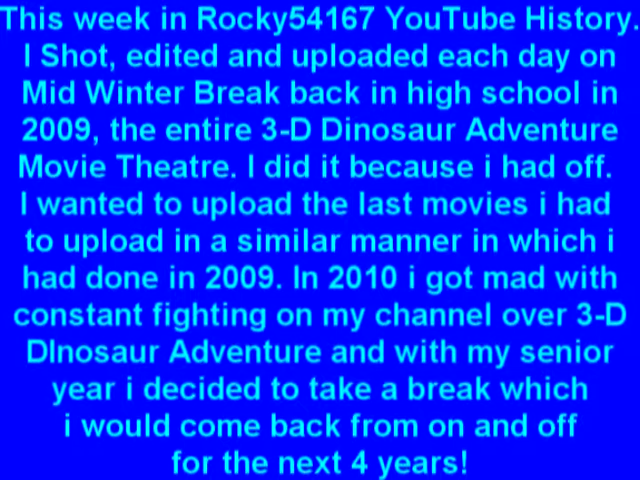 This week in Rocky54167 YouTube History.
I Shot, edited and uploaded each day on
Mid Winter Break back in high school in
2009, the entire 3-D Dinosaur Adventure
Movie Theatre. I did it because i had off.
I wanted to upload the last movies i had
to upload in a similar manner in which i
had done in 2009. In 2010 i got mad with
constant fighting on my channel over 3-D
DInosaur Adventure and with my senior
year i decided to take a break which
i would come back from on and off
for the next 4 years!